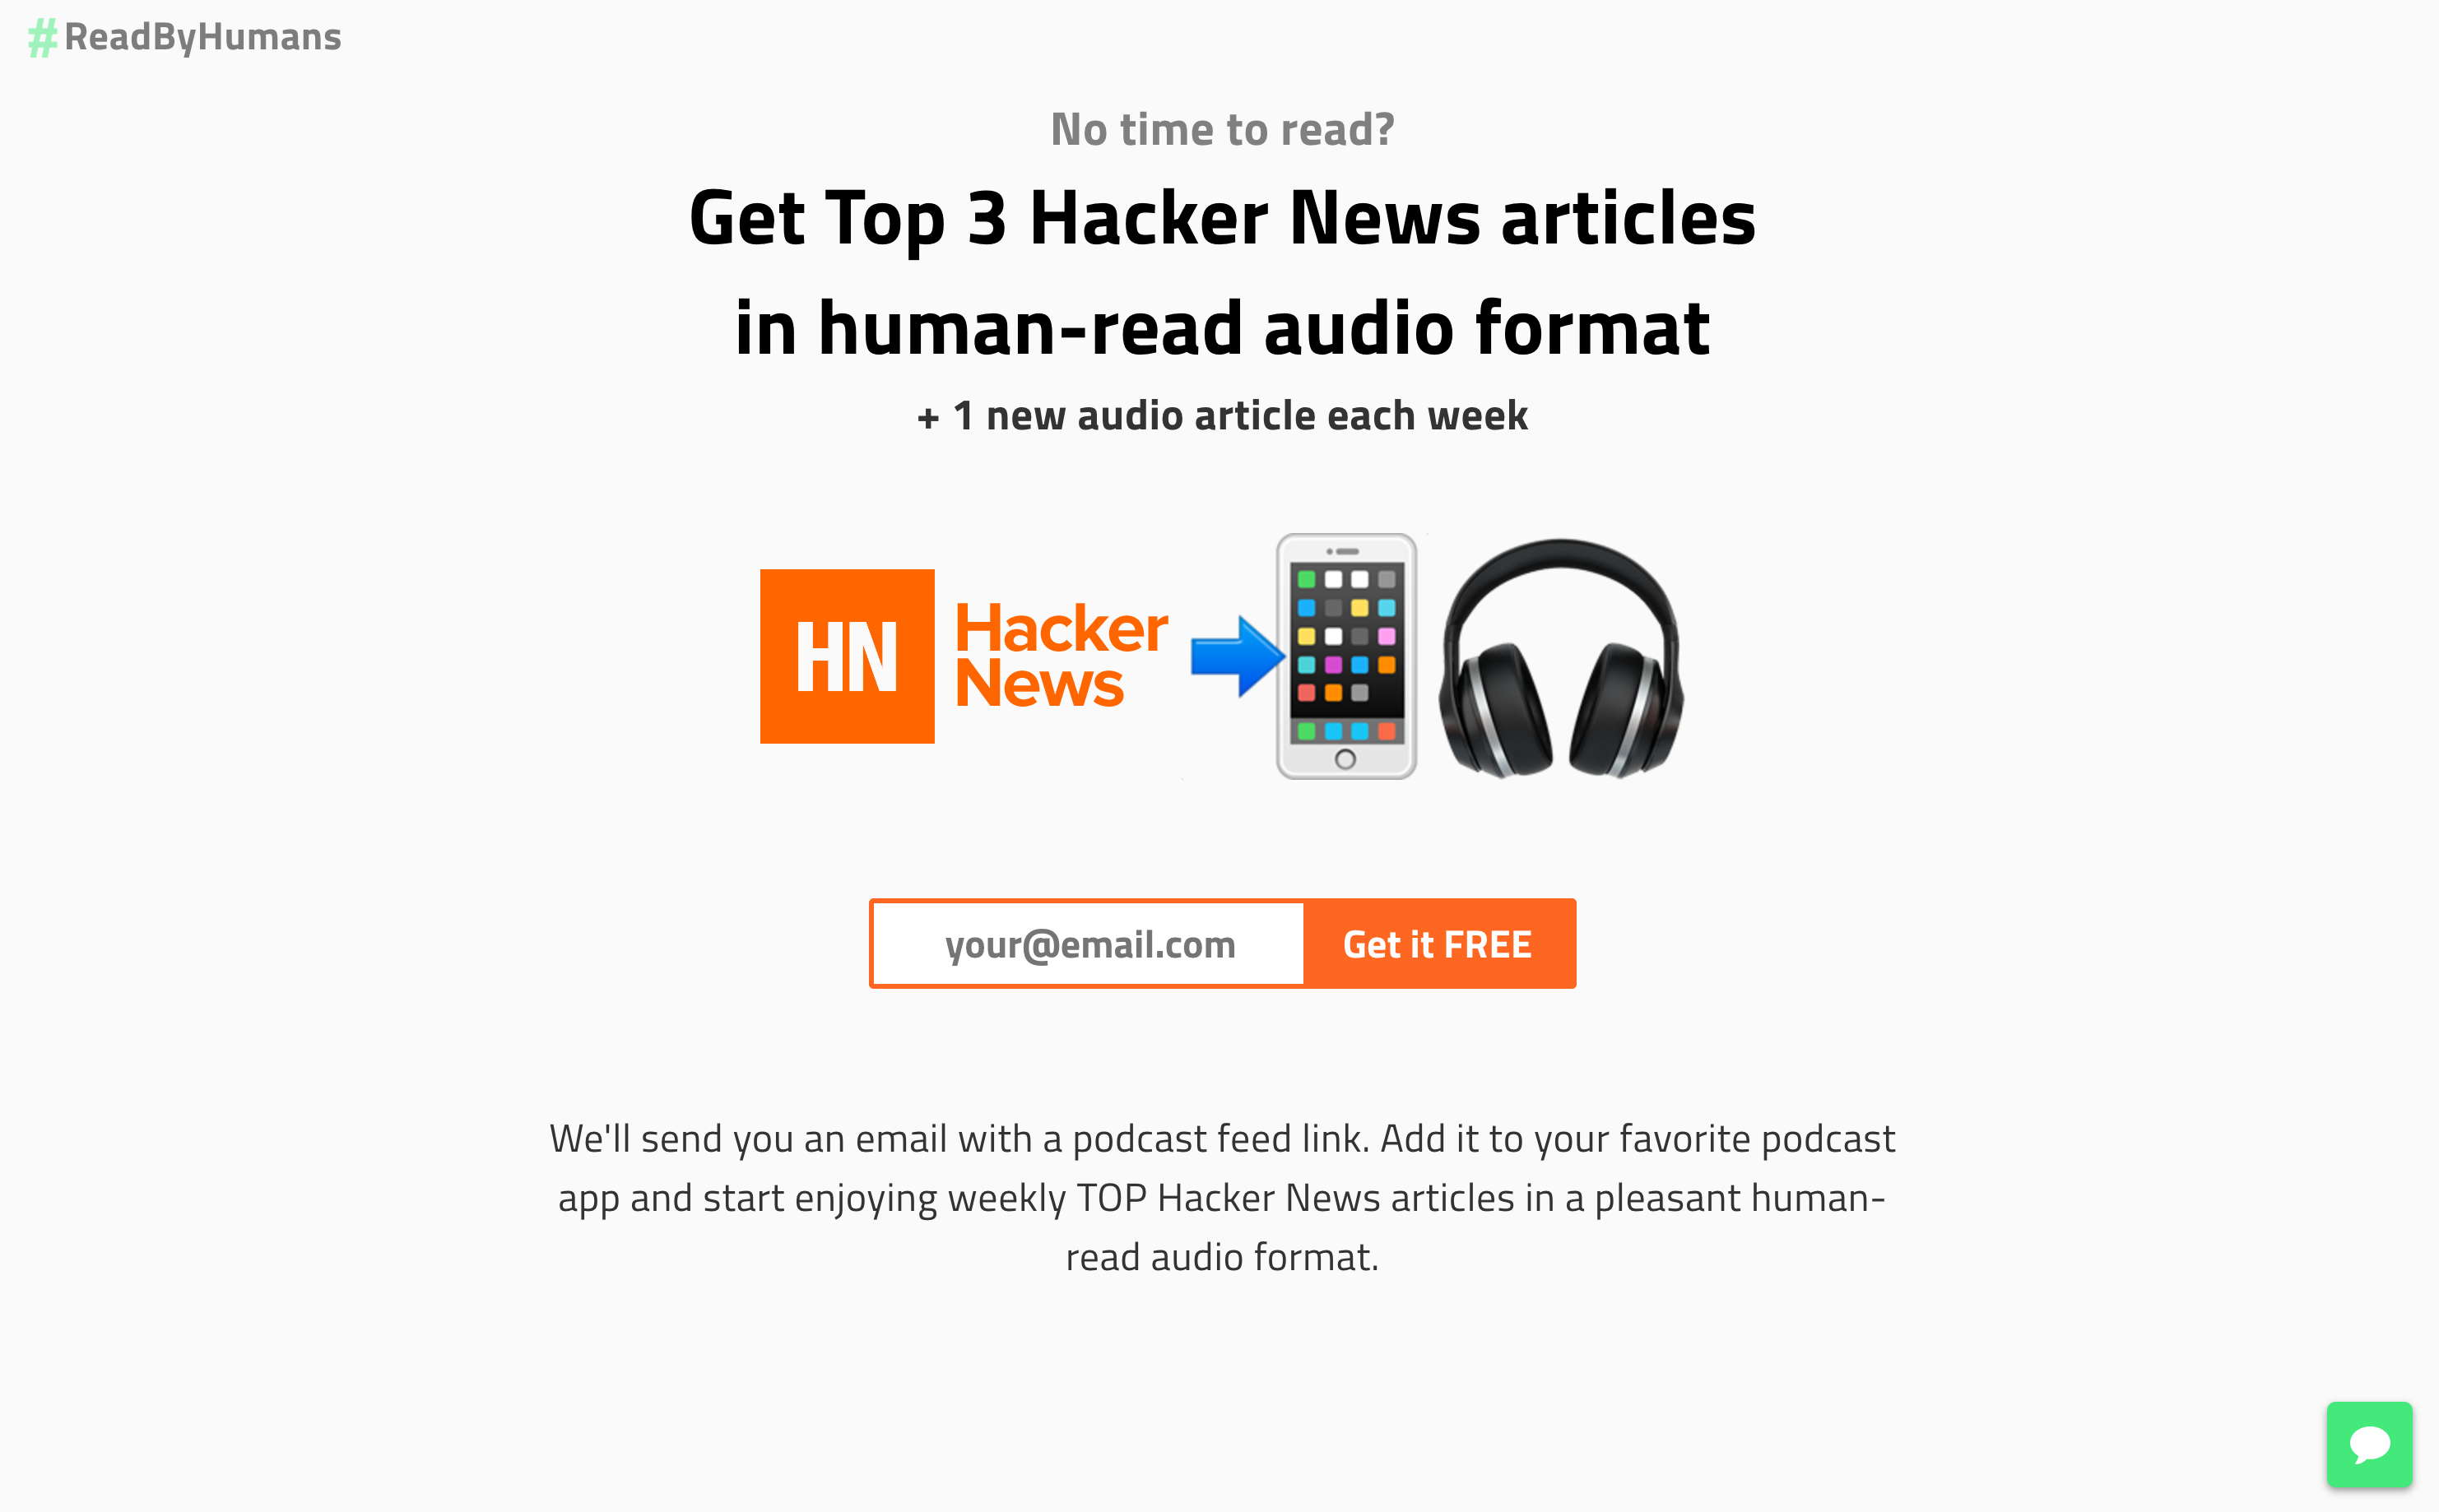 #ReadByHumans
No time to read?
Get Top 3 Hacker News articles
in human-read audio format
+ 1 new audio article each week
HN
Hacker
News
your@email.com
Get it FREE
We'll send you an email with a podcast feed link. Add it to your favorite podcast
app and start enjoying weekly TOP Hacker News articles in a pleasant human-
read audio format.